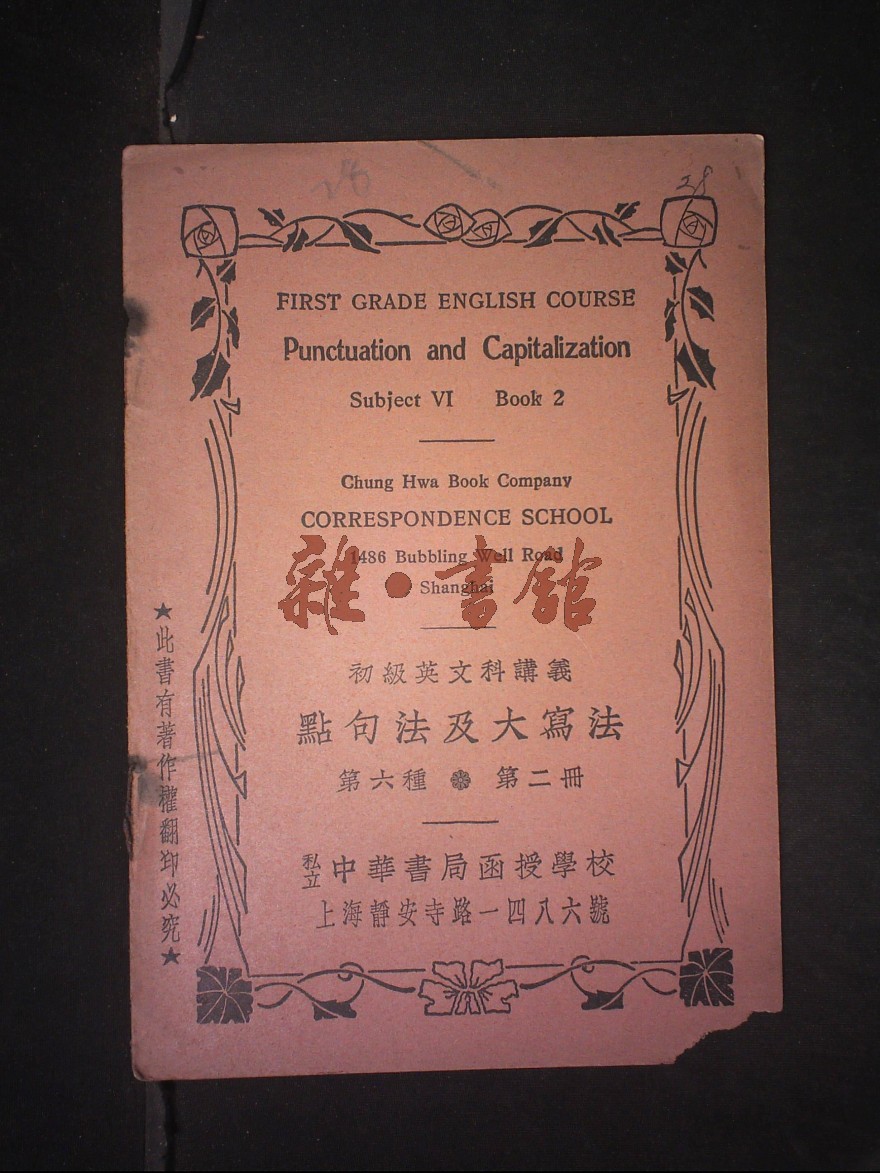 28
28
FIRST GRADE ENGLISH COURSE
Punctuation and Capitalization
Subject VI Book 2
Chung Hwa Book Company
CORRESPONDENCE SCHOOL
1486 Bubbling Well Road
Shanghai
雜·書館
初級英文科講義
點句法及大寫法
第六種 第二冊
私立中華書局函授學校
上海靜安寺路一四八六號
★此書有著作權翻印必究★